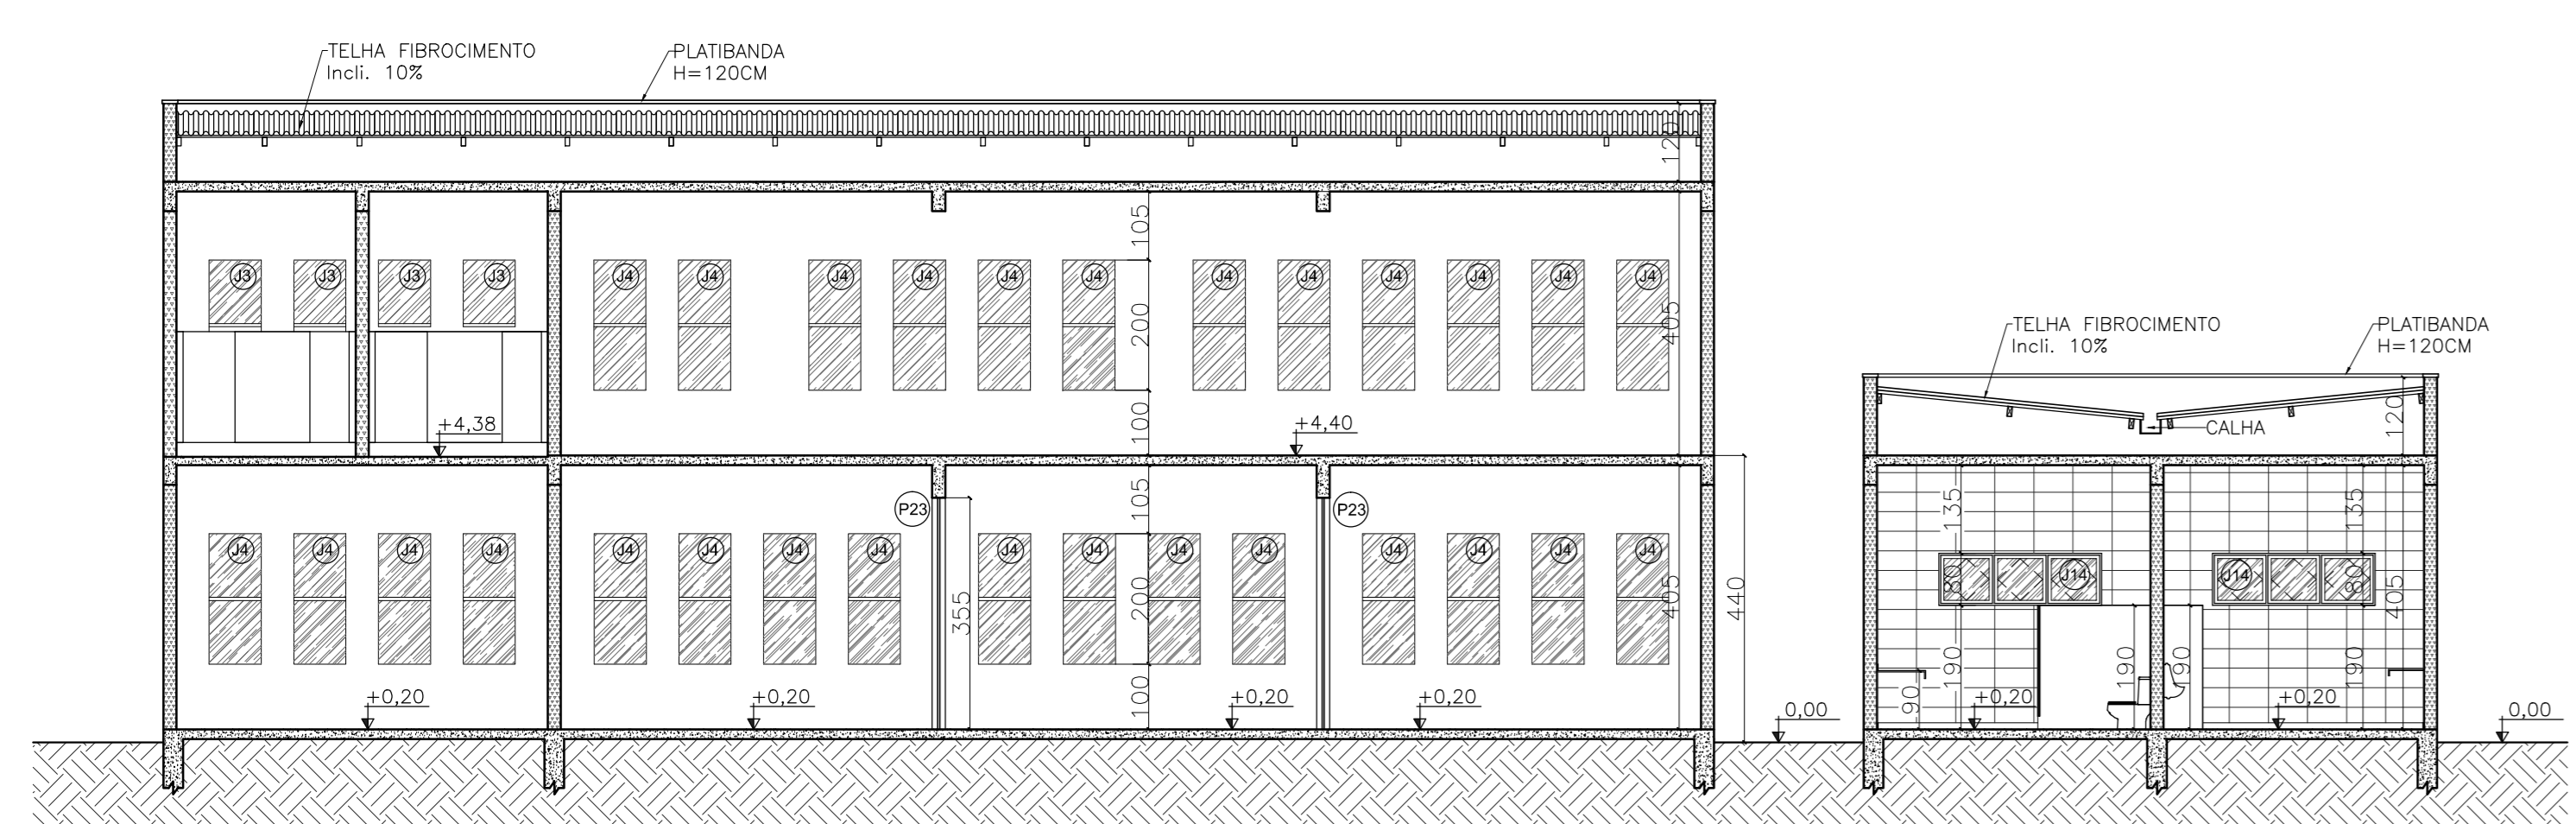 TELHA FIBROCIMENTO
Incli. 10%
PLATIBANDA
H=120CM
120
105
J3 J3 J3 J3 J4 J4 J4 J4 J4 J4 J4 J4 J4 J4 J4 J4
200
405
TELHA FIBROCIMENTO
Incli. 10%
PLATIBANDA
H=120CM
+4,38
+4,40
100
120
CALHA
105
P23
P23
135
135
J4 J4 J4 J4 J4 J4 J4 J4 J4 J4 J4 J4 J4 J4 J4 J4
355
200
405
440
80
J14
J14
80
405
+0,20
+0,20
100
+0,20
+0,20
0,00
90
190
+0,20
190
190
+0,20
190
0,00